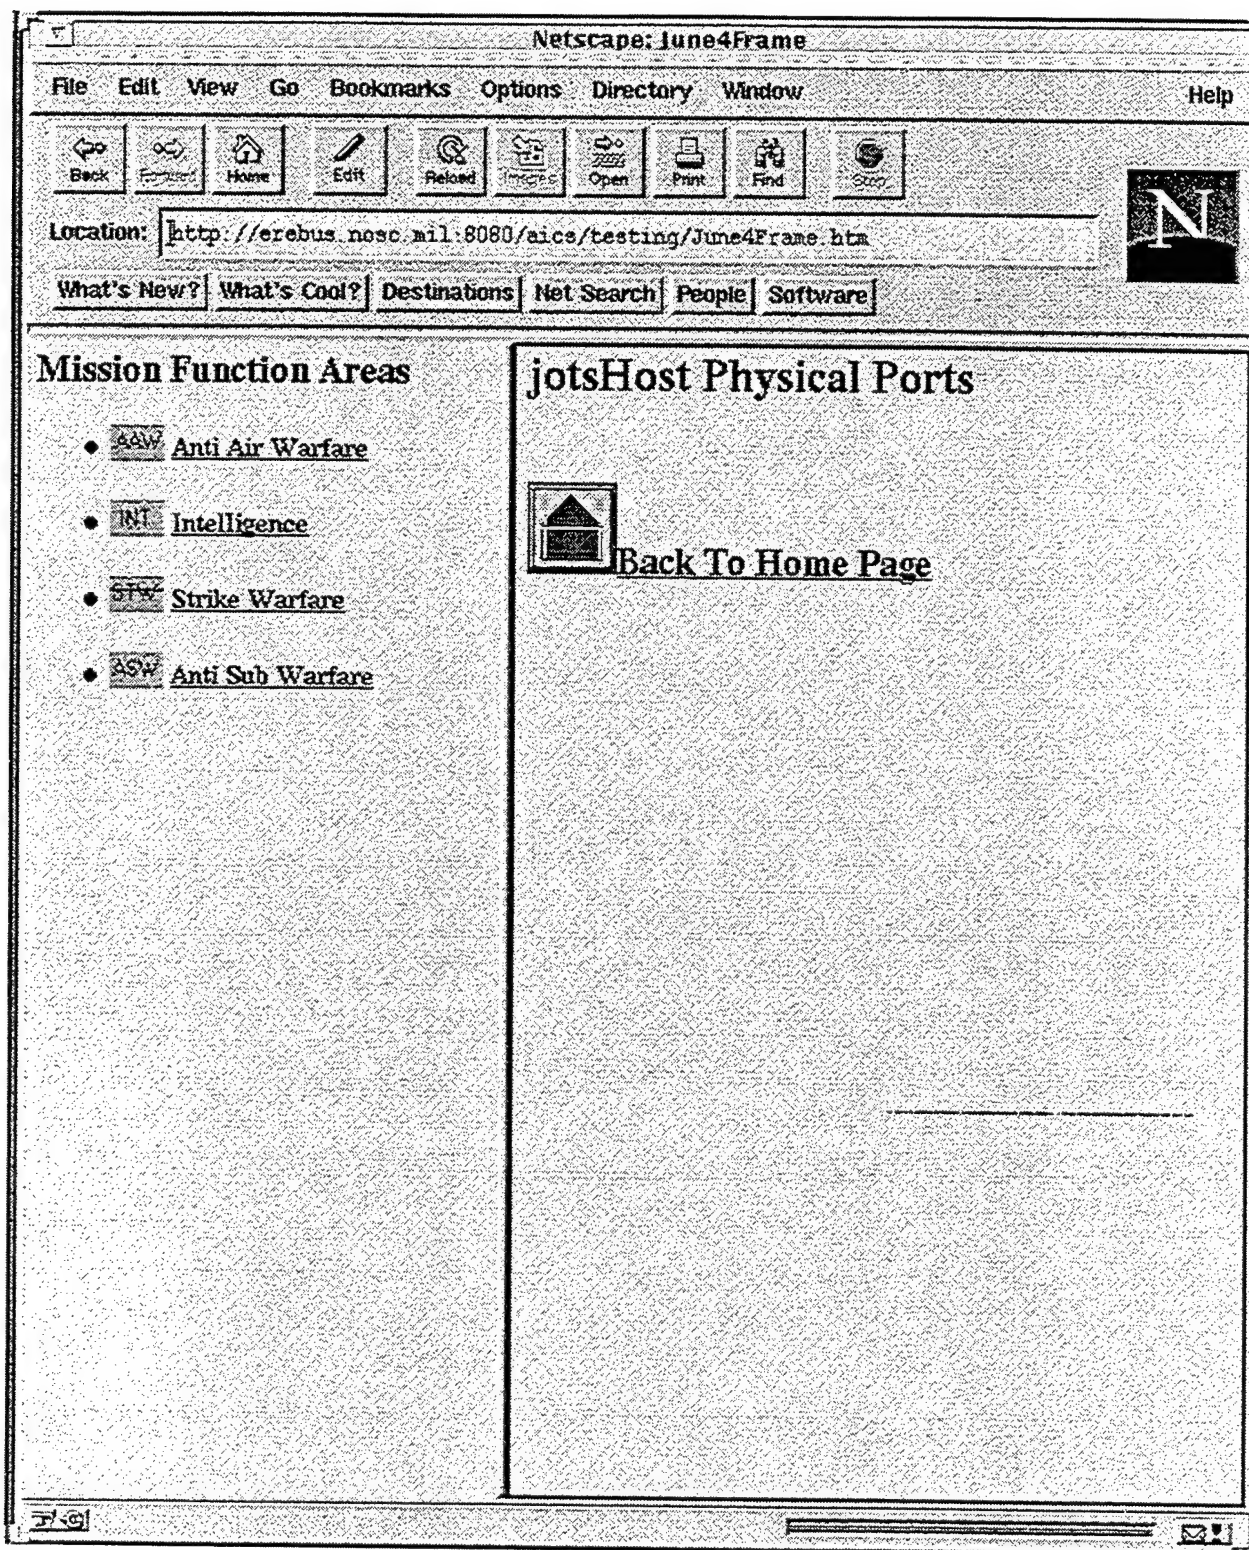 Netscape: June4Frame
File Edit View Go Bookmarks Options Directory Window Help
Back Forward Home Edit Reload Images Open Print Find Stop
N
Location: http://erebus.nosc.mil:8080/aics/testing/June4Frame.htm
What's New? What's Cool? Destinations Net Search People Software
Mission Function Areas
AAW Anti Air Warfare
INT Intelligence
STW Strike Warfare
ASW Anti Sub Warfare
jotsHost Physical Ports
Back To Home Page